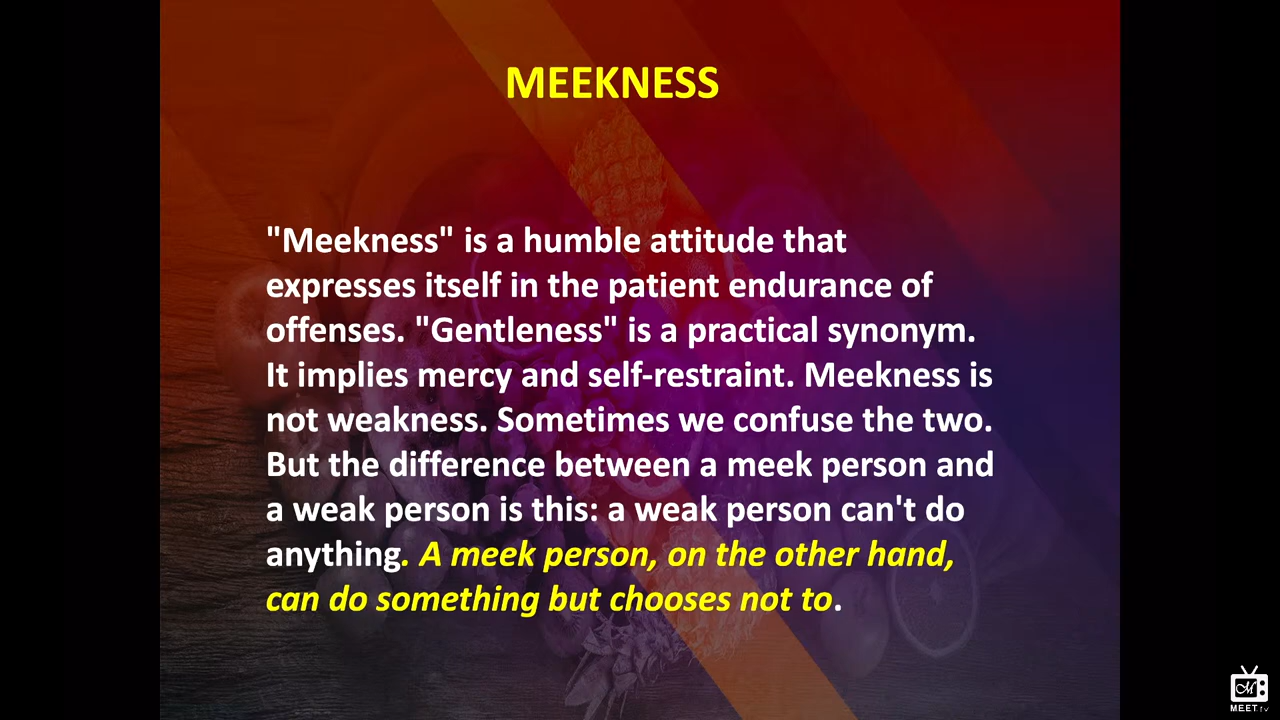 MEEKNESS
"Meekness" is a humble attitude that
expresses itself in the patient endurance of
offenses. "Gentleness" is a practical synonym.
It implies mercy and self-restraint. Meekness is
not weakness. Sometimes we confuse the two.
But the difference between a meek person and
a weak person is this: a weak person can't do
anything. A meek person, on the other hand,
can do something but chooses not to.
M
MEET.tv